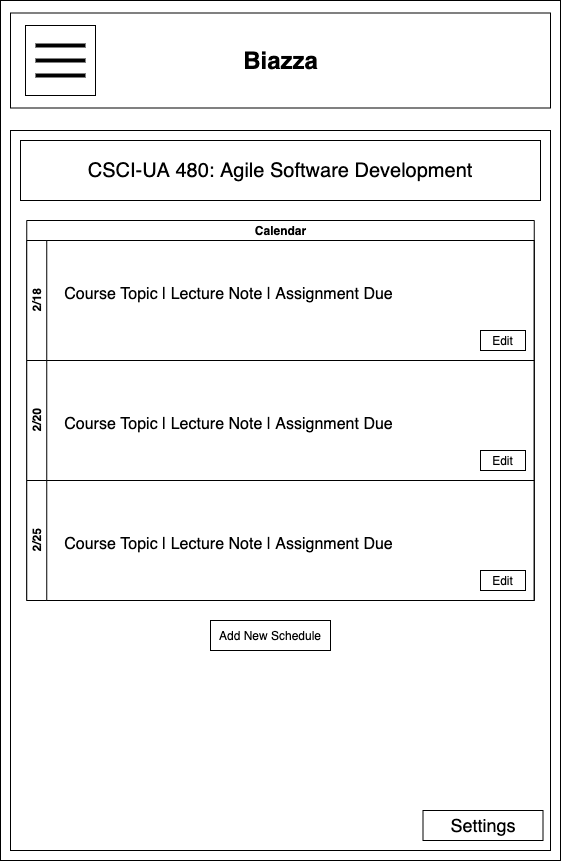 Biazza
CSCI-UA 480: Agile Software Development
Calendar
2/18
Course Topic | Lecture Note | Assignment Due
Edit
2/20
Course Topic | Lecture Note | Assignment Due
Edit
2/25
Course Topic | Lecture Note | Assignment Due
Edit
Add New Schedule
Settings